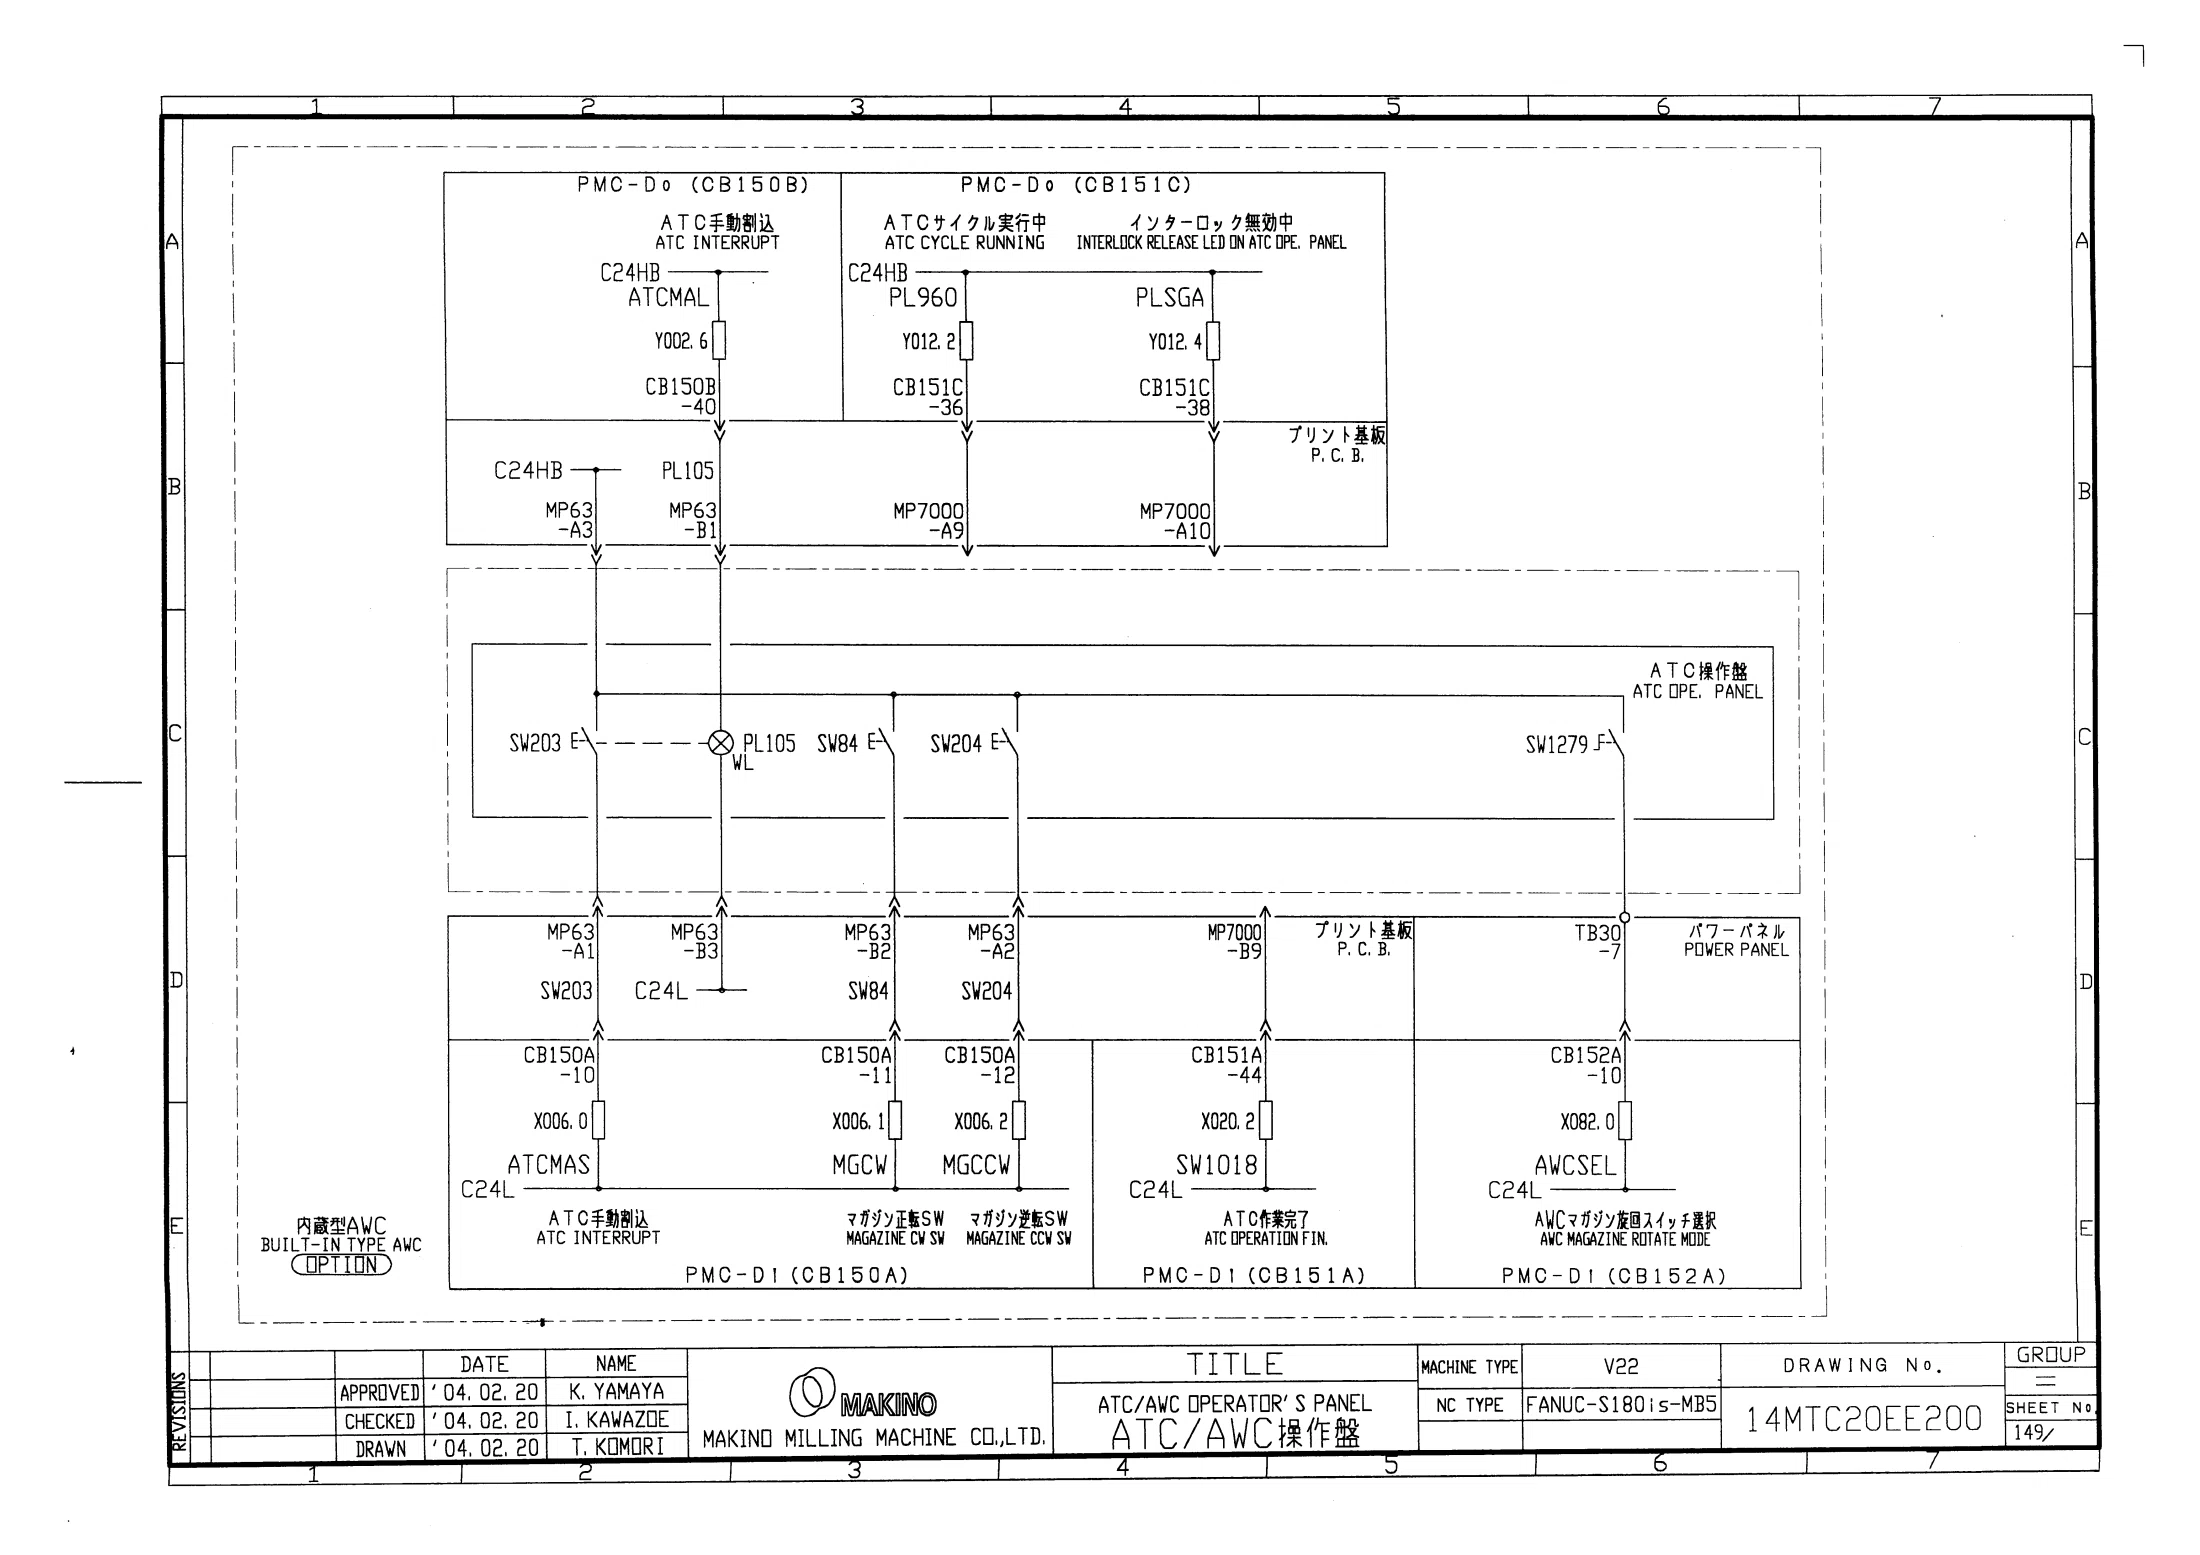 1 2 3 4 5 6 7
PMC-Do (CB150B) PMC-Do (CB151C)
ATC手動割込 ATCサイクル実行中 インターロック無効中
A ATC INTERRUPT ATC CYCLE RUNNING INTERLOCK RELEASE LED ON ATC OPE. PANEL A
C24HB C24HB
ATCMAL PL960 PLSGA
Y002.6 Y012.2 Y012.4
CB150B CB151C CB151C
-40 -36 -38
プリント基板
P.C.B.
C24HB PL105
B B
MP63 MP63 MP7000 MP7000
-A3 -B1 -A9 -A10
ATC操作盤
ATC OPE. PANEL
C C
SW203 PL105 SW84 SW204 SW1279
WL
MP63 MP63 MP63 MP63 MP7000 プリント基板 TB30 パワーパネル
-A1 -B3 -B2 -A2 -B9 P.C.B. -7 POWER PANEL
D D
SW203 C24L SW84 SW204
CB150A CB150A CB150A CB151A CB152A
-10 -11 -12 -44 -10
X006.0 X006.1 X006.2 X020.2 X082.0
ATCMAS MGCW MGCCW SW1018 AWCSEL
C24L C24L C24L
ATC手動割込 マガジン正転SW マガジン逆転SW ATC作業完了 AWCマガジン旋回スイッチ選択
ATC INTERRUPT MAGAZINE CW SW MAGAZINE CCW SW ATC OPERATION FIN. AWC MAGAZINE ROTATE MODE
E E
内蔵型AWC
BUILT-IN TYPE AWC
OPTION
PMC-DI (CB150A) PMC-DI (CB151A) PMC-DI (CB152A)
REVISIONS
DATE NAME
APPROVED '04.02.20 K. YAMAYA
CHECKED '04.02.20 I. KAWAZOE
DRAWN '04.02.20 T. KOMORI
MAKINO
MAKINO MILLING MACHINE CO.,LTD.
TITLE
ATC/AWC OPERATOR'S PANEL
ATC/AWC操作盤
MACHINE TYPE V22
NC TYPE FANUC-S180is-MB5
DRAWING No.
14MTC20EE200
GROUP
=
SHEET No.
149/
1 2 3 4 5 6 7